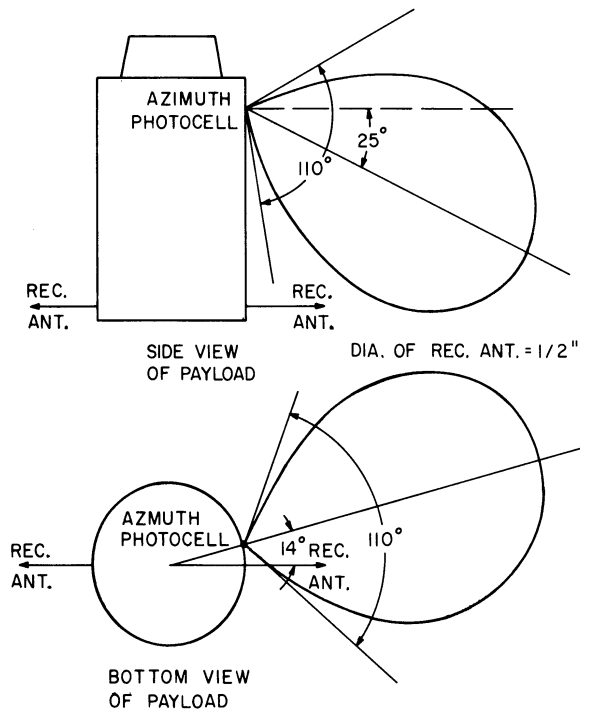 AZIMUTH
PHOTOCELL
25°
110°
REC.
ANT.
REC.
ANT.
SIDE VIEW
OF PAYLOAD
DIA. OF REC. ANT. = 1/2"
AZMUTH
PHOTOCELL
14°
REC.
ANT.
110°
REC.
ANT.
BOTTOM VIEW
OF PAYLOAD